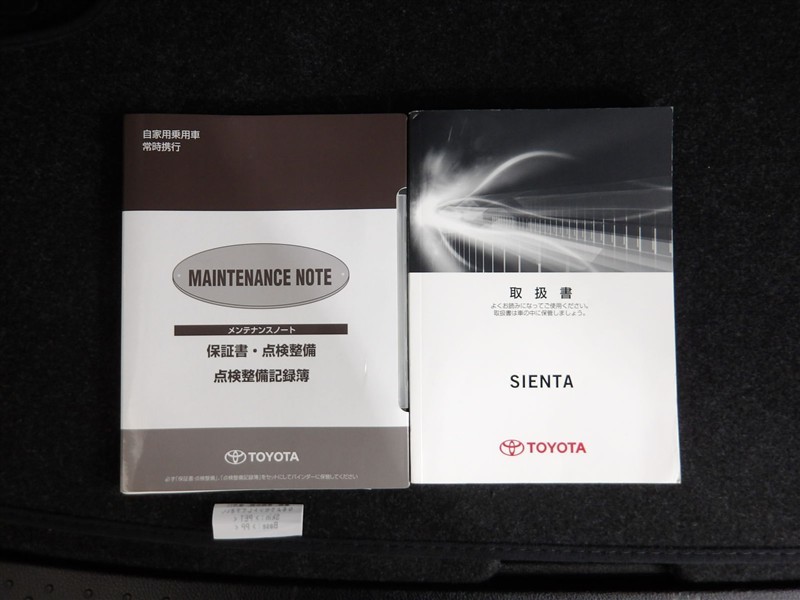 自家用乗用車
常時携行
MAINTENANCE NOTE
メンテナンスノート
保証書・点検整備
点検整備記録簿
TOYOTA
取扱書
よくお読みになってご使用ください。
取扱書は車の中に保管しましょう。
SIENTA
TOYOTA